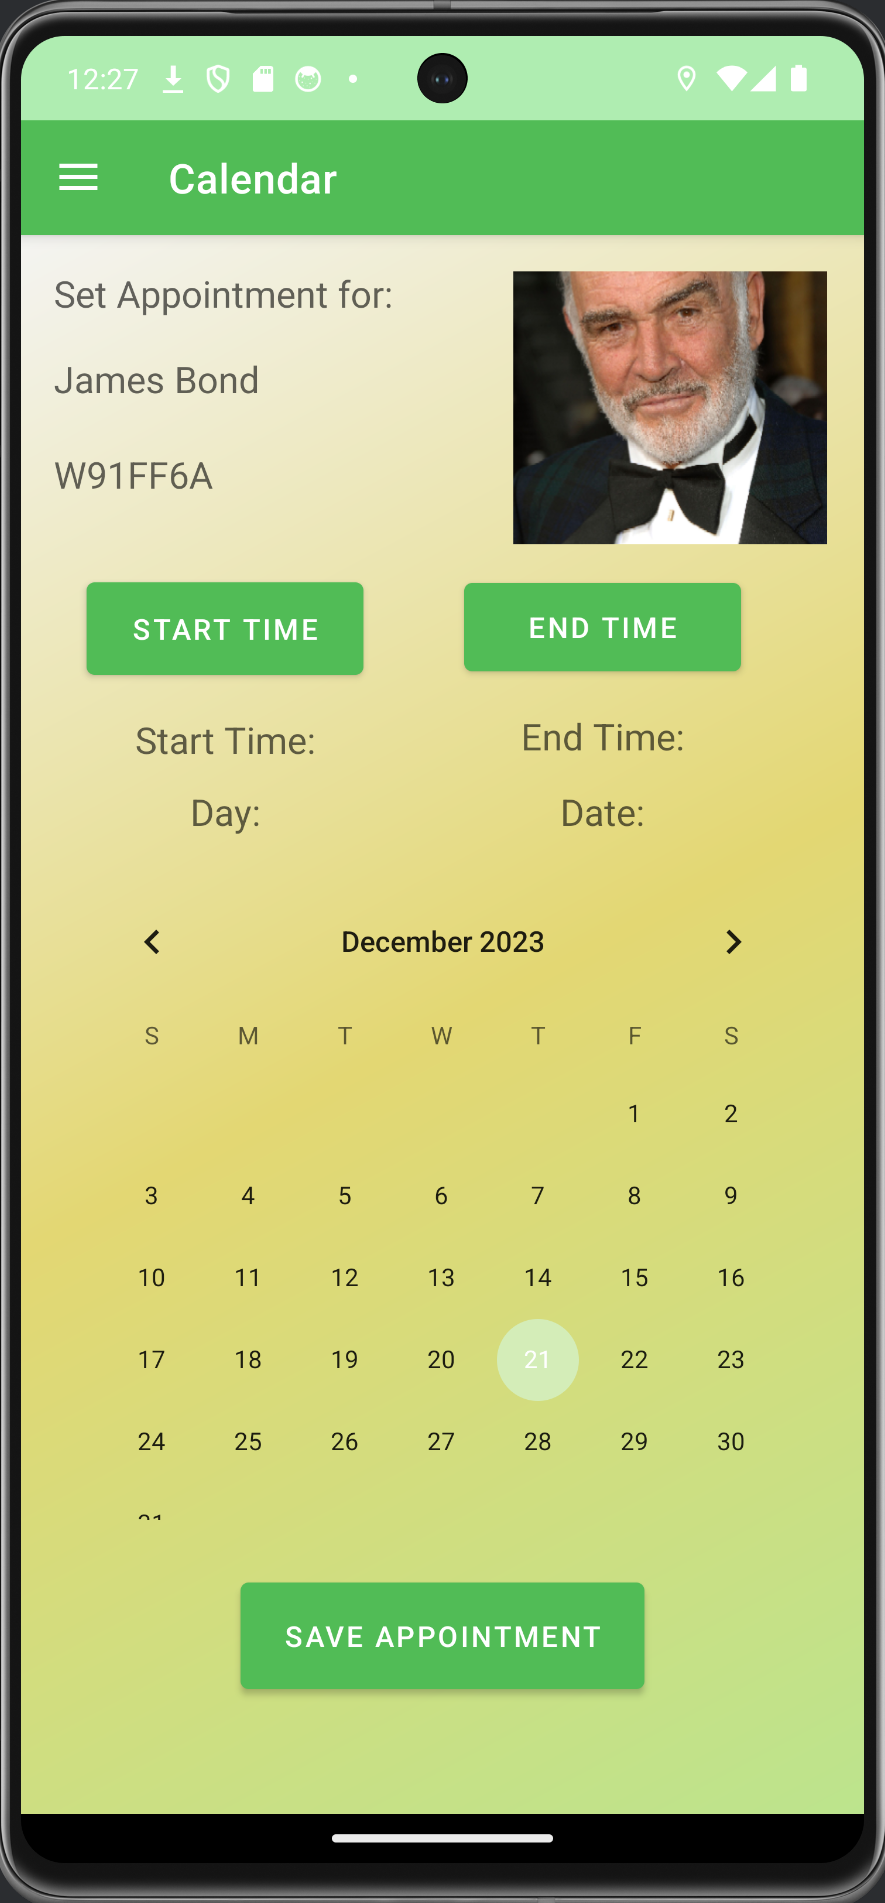 12:27
Calendar
Set Appointment for:
James Bond
W91FF6A
START TIME END TIME
Start Time: End Time:
Day: Date:
December 2023
S M T W T F S
1 2
3 4 5 6 7 8 9
10 11 12 13 14 15 16
17 18 19 20 21 22 23
24 25 26 27 28 29 30
31
SAVE APPOINTMENT